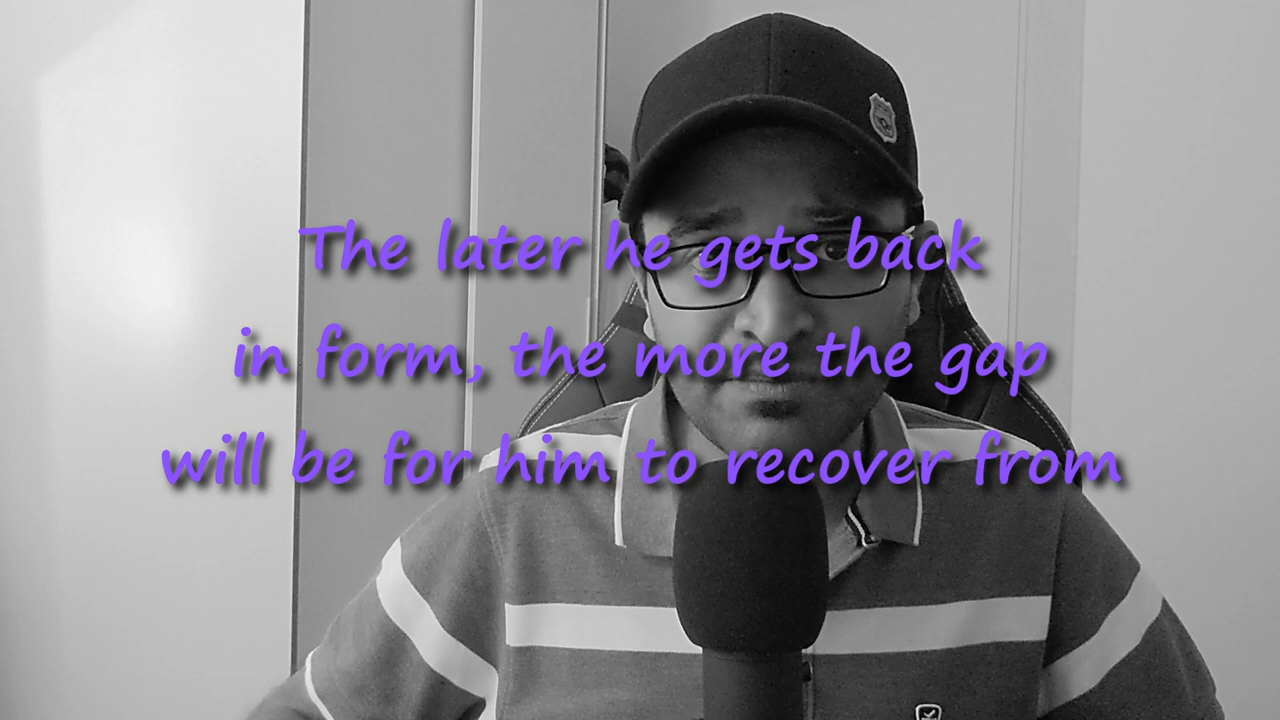 The later he gets back
in form, the more the gap
will be for him to recover from